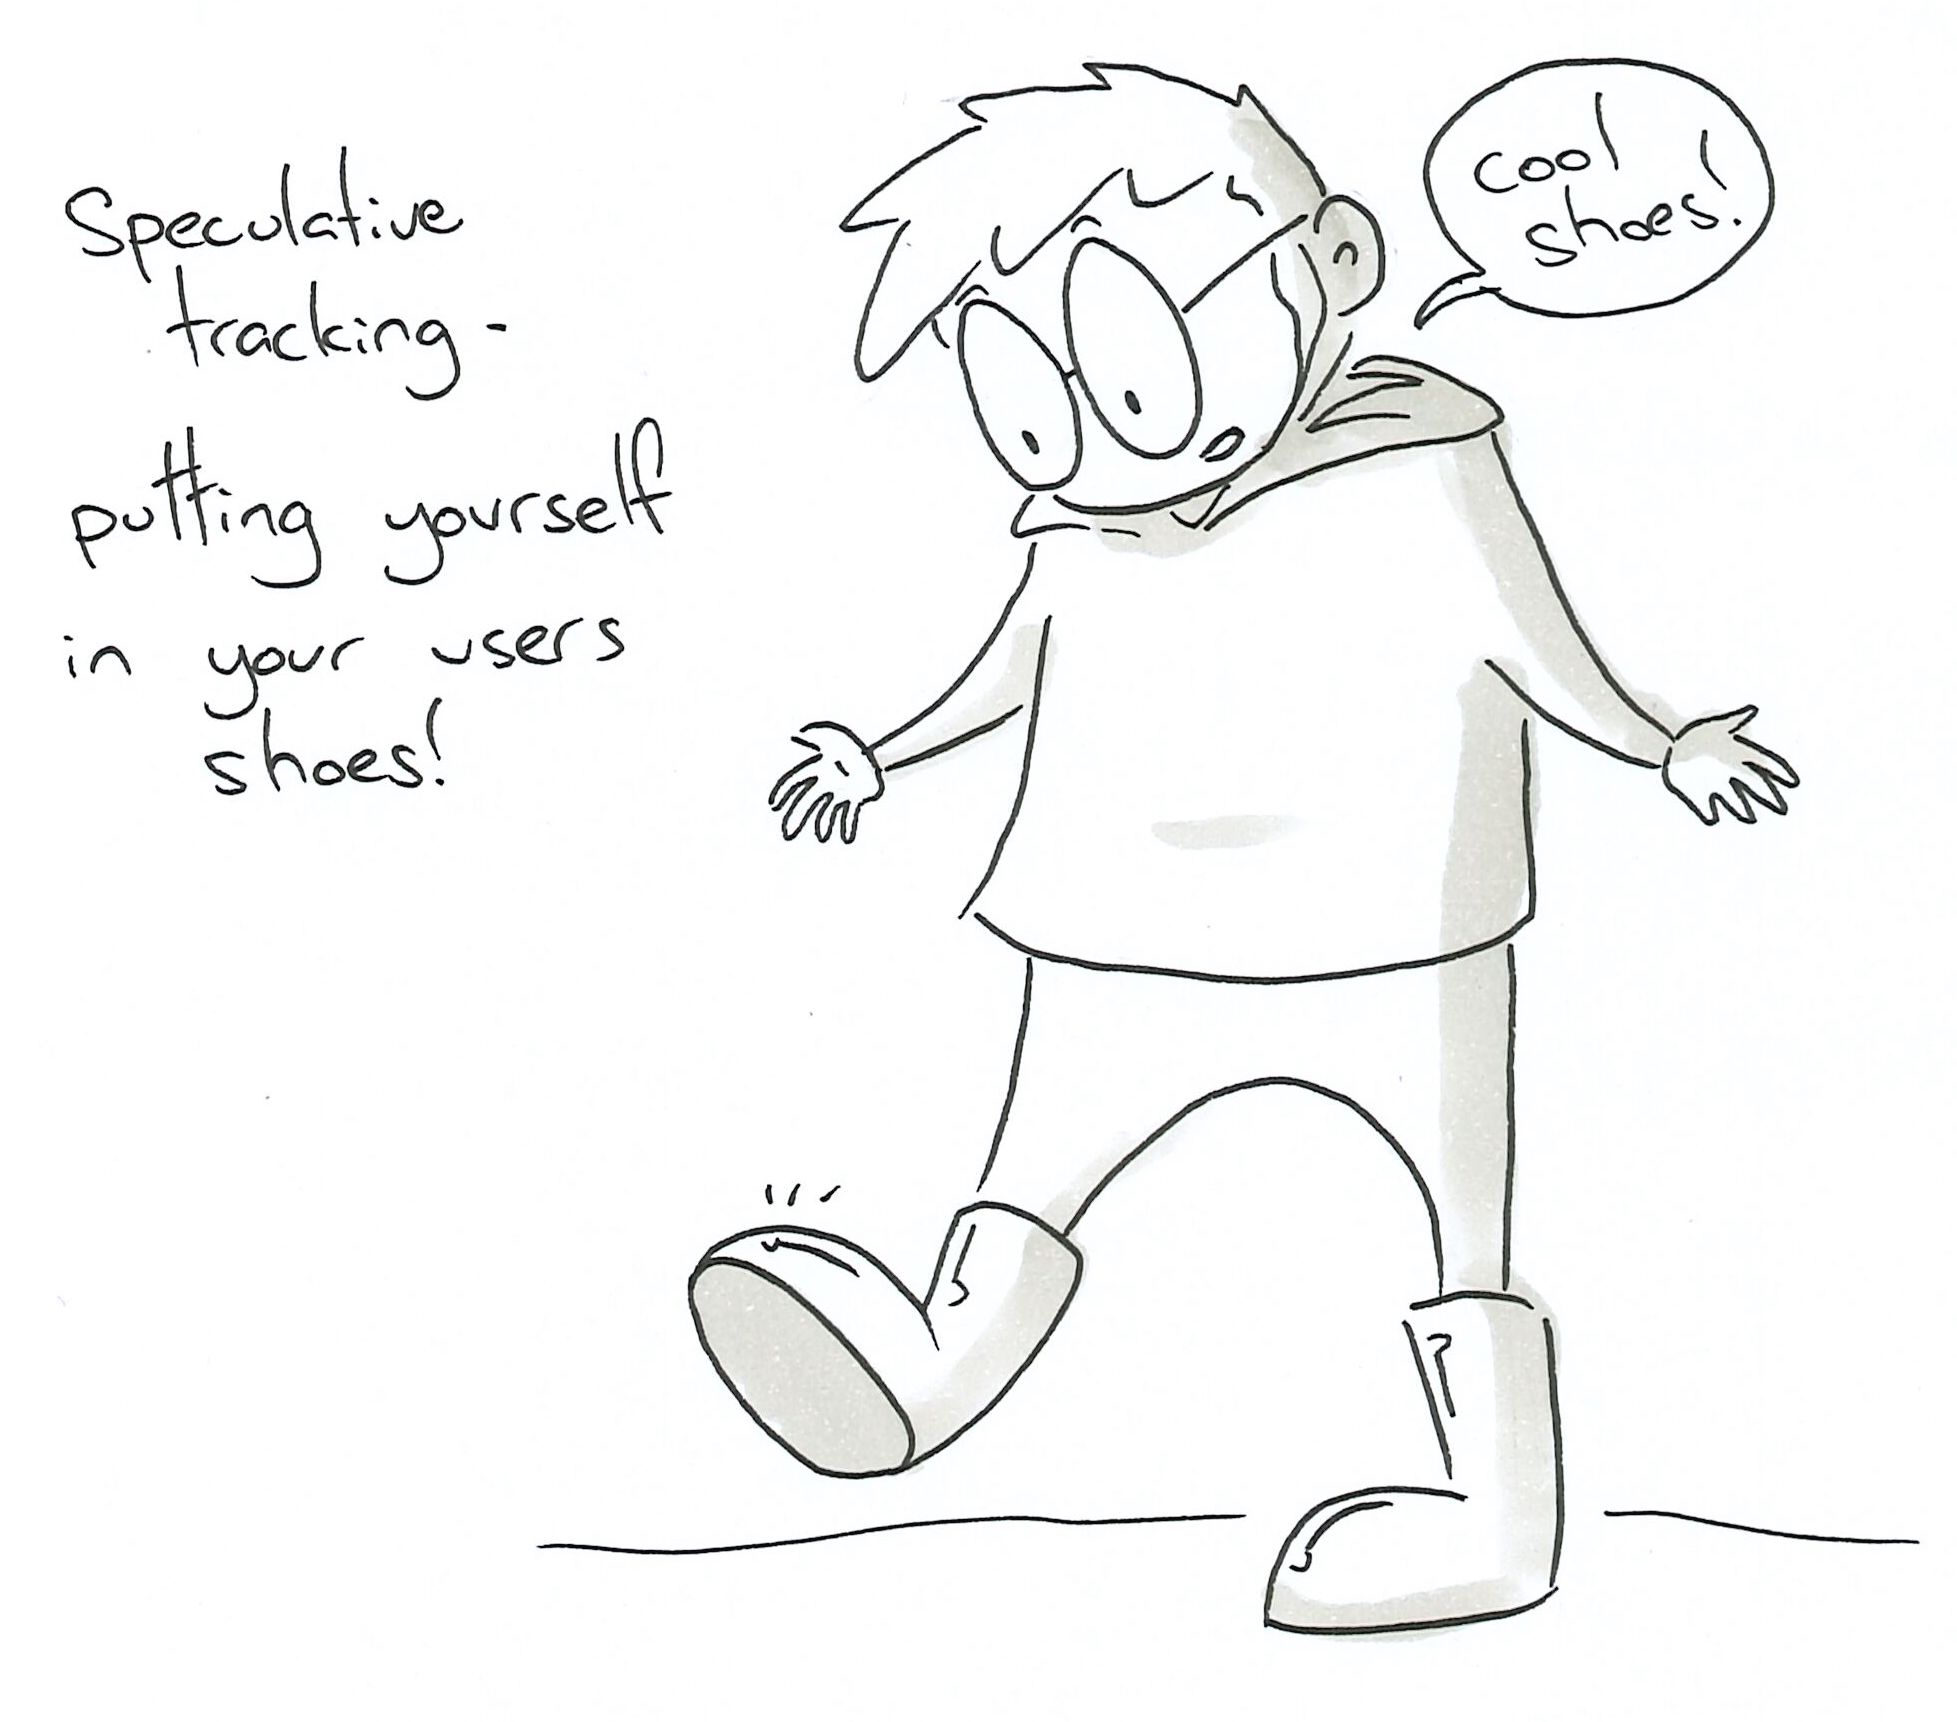 Speculative
tracking -
putting yourself
in your users
shoes!
cool
shoes!